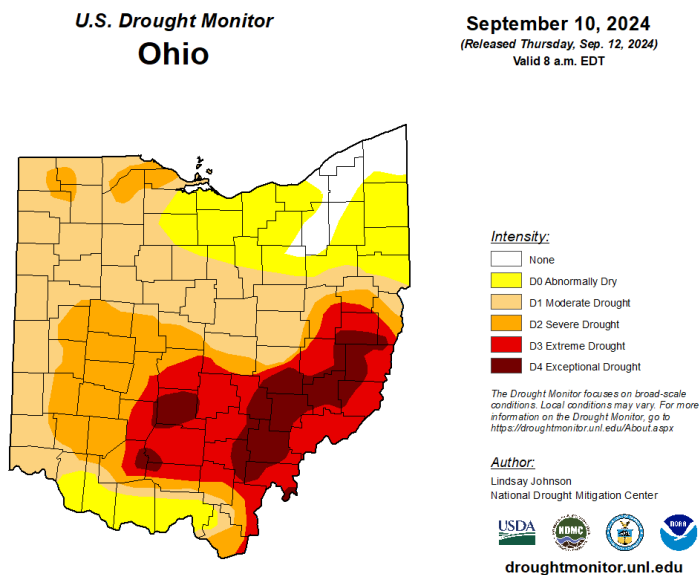 U.S. Drought Monitor
Ohio
September 10, 2024
(Released Thursday, Sep. 12, 2024)
Valid 8 a.m. EDT
Intensity:
None
D0 Abnormally Dry
D1 Moderate Drought
D2 Severe Drought
D3 Extreme Drought
D4 Exceptional Drought
The Drought Monitor focuses on broad-scale
conditions. Local conditions may vary. For more
information on the Drought Monitor, go to
https://droughtmonitor.unl.edu/About.aspx
Author:
Lindsay Johnson
National Drought Mitigation Center
USDA
NDMC
NOAA
droughtmonitor.unl.edu